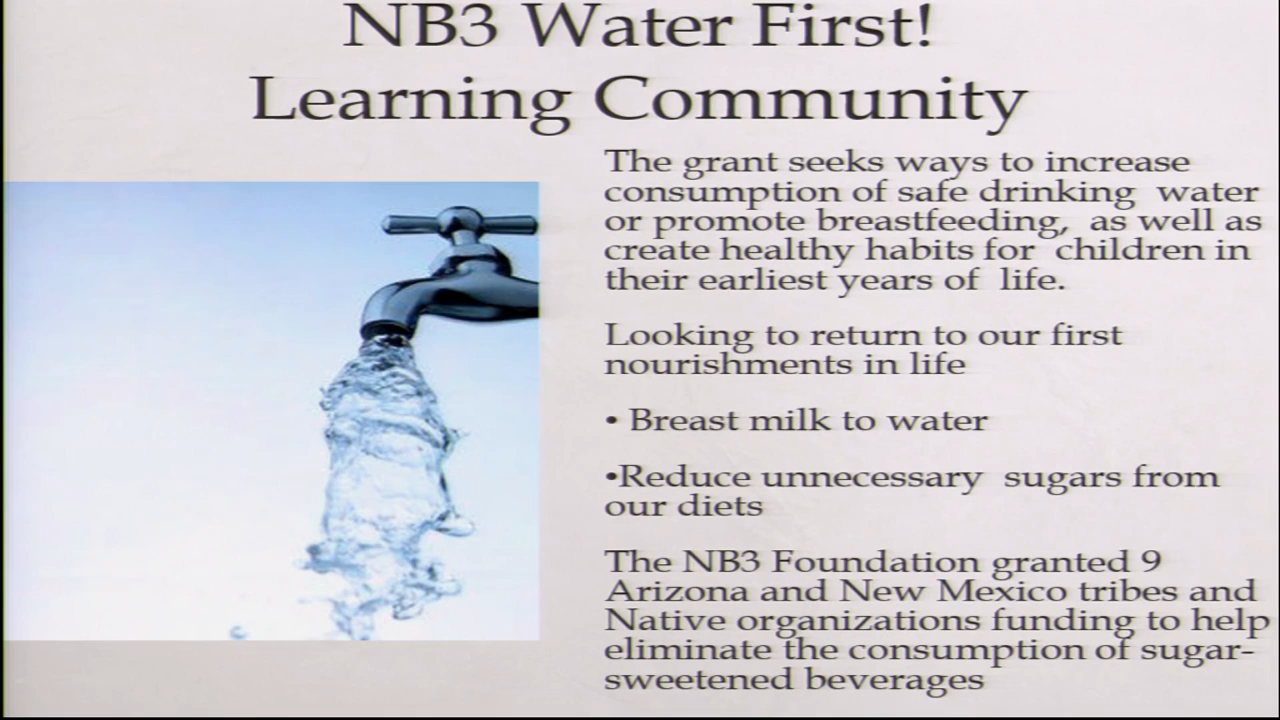 NB3 Water First!
Learning Community
The grant seeks ways to increase
consumption of safe drinking water
or promote breastfeeding, as well as
create healthy habits for children in
their earliest years of life.
Looking to return to our first
nourishments in life
• Breast milk to water
•Reduce unnecessary sugars from
our diets
The NB3 Foundation granted 9
Arizona and New Mexico tribes and
Native organizations funding to help
eliminate the consumption of sugar-
sweetened beverages